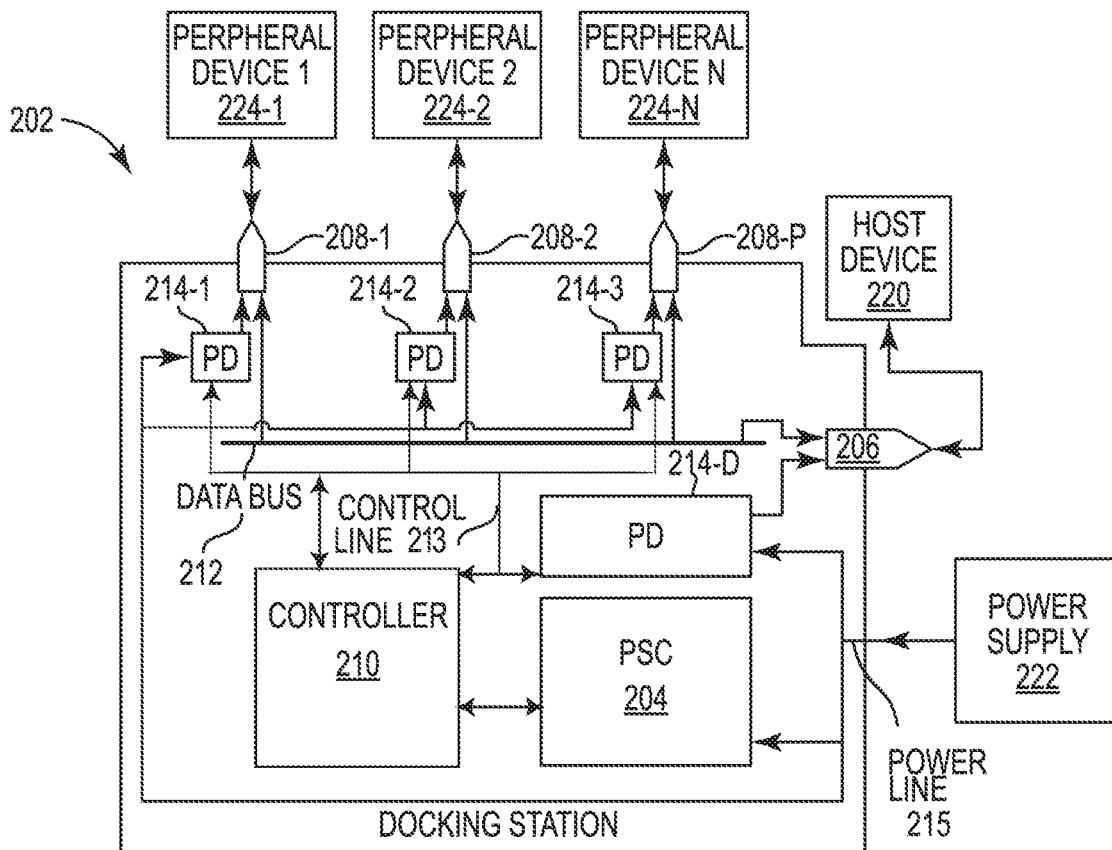 PERPHERAL
DEVICE 1
224-1
PERPHERAL
DEVICE 2
224-2
PERPHERAL
DEVICE N
224-N
202
208-1
208-2
208-P
HOST
DEVICE
220
214-1
214-2
214-3
PD
PD
PD
206
214-D
DATA BUS
212
CONTROL
LINE 213
PD
CONTROLLER
210
PSC
204
POWER
SUPPLY
222
POWER
LINE
215
DOCKING STATION